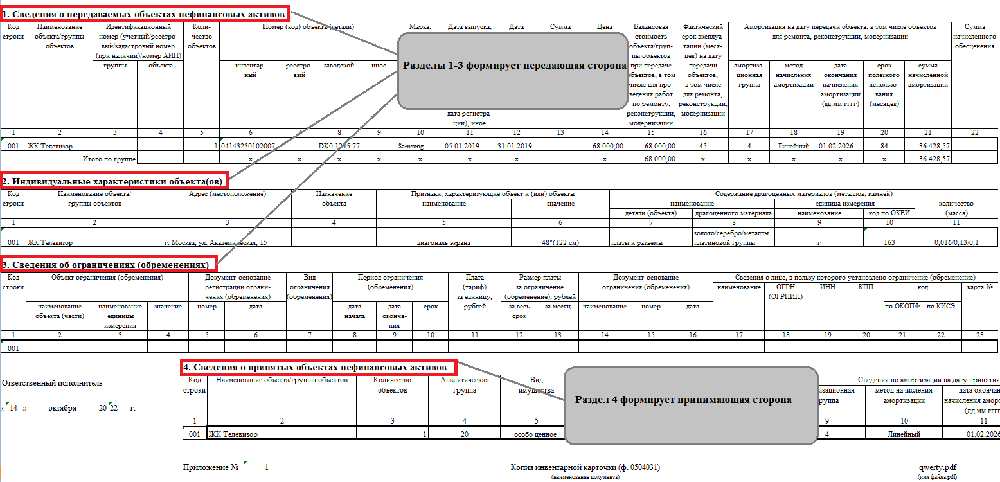 1. Сведения о передаваемых объектах нефинансовых активов
Код строки
Наименование объекта/группы объектов
Идентификационный номер (учетный/реестровый/кадастровый номер (при наличии)/номер АИП)
группы
объекта
Коли-
чество
объектов
Номер (код) объекта (детали)
инвентар-
ный
реестро-
вый
заводской
иное
Марка,
Дата выпуска,
дата регистра-
ции), иное
Дата
Сумма
Цена
Балансовая
стоимость
объекта/груп-
пы объектов
при передаче
объектов, в том
числе для про-
ведения работ
по ремонту,
реконструкции,
модернизации
Фактический
срок эксплуа-
тации (меся-
цев) на дату
передачи
объектов,
в том числе
для ремонта,
реконструкции,
модернизации
Амортизация на дату передачи объекта, в том числе объектов
для ремонта, реконструкции, модернизации
амортиза-
ционная
группа
метод
начисления
амортизации
дата
окончания
начисления
амортизации
(дд.мм.гггг)
срок
полезного
использо-
вания
(месяцев)
сумма
начисленной
амортизации
Сумма
начисленного
обесценения
Разделы 1-3 формирует передающая сторона
1 2 3 4 5 6 7 8 9 10 11 12 13 14 15 16 17 18 19 20 21 22
001 ЖК Телевизор 1 04143230102007 DK0 1245 77 Samsung 05.01.2019 31.01.2019 68 000,00 68 000,00 45 4 Линейный 01.02.2026 84 36 428,57
Итого по группе x x x x x x x x 68 000,00 x x x x x 36 428,57
2. Индивидуальные характеристики объекта(ов)
Код
строки
Наименование объекта/
группы объектов
Адрес (местоположение)
Назначение
объекта
Признаки, характеризующие объект и (или) объекты
наименование
значение
Содержание драгоценных материалов (металлов, камней)
наименование
детали (объекта)
драгоценного материала
единица измерения
наименование
код по ОКЕИ
количество
(масса)
1 2 3 4 5 6 7 8 9 10 11
001 ЖК Телевизор г. Москва, ул. Академическая, 15 диагональ экрана 48"(122 см) платы и разъемы золото/серебро/металлы
платиновой группы г 163 0,016/0,13/0,1
3. Сведения об ограничениях (обременениях)
Код
строки
Объект ограничения (обременения)
наименование
объекта (части)
наименование
единицы
измерения
значение
Документ-основание
регистрации ограни-
чения (обременения)
номер
дата
Вид
ограничения
(обременения)
Период ограничения
(обременения)
дата
начала
дата
оконча-
ния
срок
Плата
(тариф)
за единицу,
рублей
Размер платы
за ограничение
(обременение), рублей
за весь
срок
за месяц
Документ-основание
ограничения (обременения)
наименование
номер
дата
Сведения о лице, в пользу которого установлено ограничение (обременение)
наименование
ОГРН
(ОГРНИП)
ИНН
КПП
код
по ОКОПФ
по КИСЭ
карта №
1 2 3 4 5 6 7 8 9 10 11 12 13 14 15 16 17 18 19 20 21 22 23
001
4. Сведения о принятых объектах нефинансовых активов
Ответственный исполнитель
« 14 » октября 20 22 г.
Код
строки
Наименование объекта/группы объектов
Количество
объектов
Аналитическая
группа
Вид
имущества
Раздел 4 формирует принимающая сторона
Сведения по амортизации на дату принятия
изационная
руппа
метод начисления
амортизации
дата окончан
начисления аморт
(дд.мм.гггг
1 2 3 4 5 9 10 11
001 ЖК Телевизор 1 20 особо ценное 4 Линейный 01.02.2026
Приложение № 1 Копия инвентарной карточки (ф. 0504031) qwerty.pdf
(наименование документа) (имя файла.pdf)